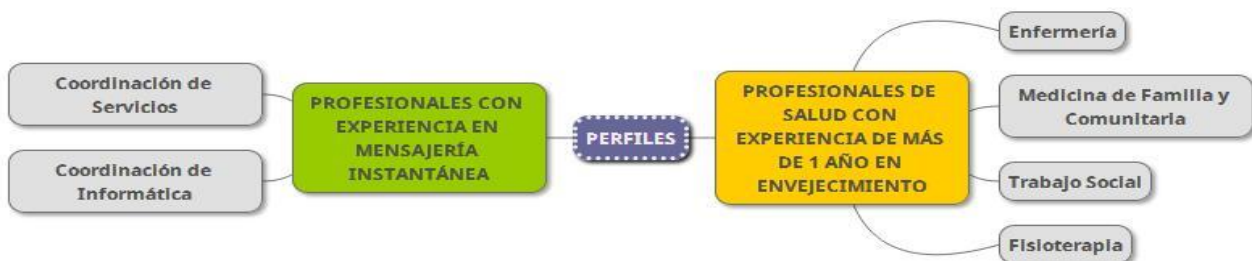 Coordinación de
Servicios
Coordinación de
Informática
PROFESIONALES CON
EXPERIENCIA EN
MENSAJERÍA
INSTANTÁNEA
PERFILES
PROFESIONALES DE
SALUD CON
EXPERIENCIA DE MÁS
DE 1 AÑO EN
ENVEJECIMIENTO
Enfermería
Medicina de Familia y
Comunitaria
Trabajo Social
Fisioterapia